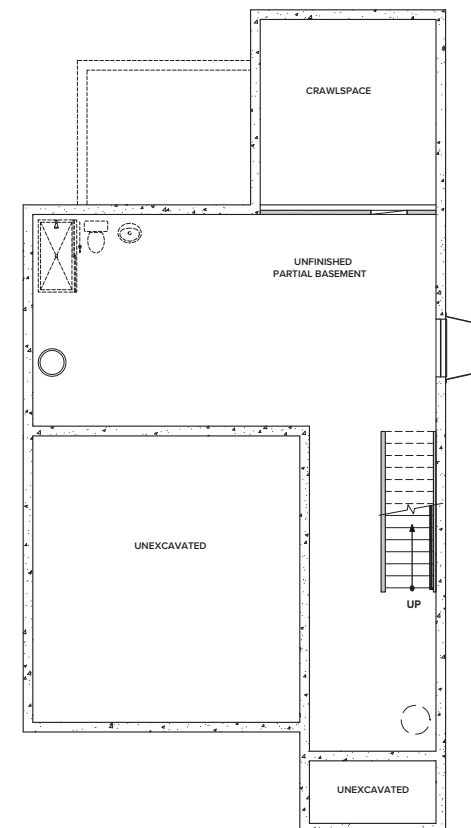 CRAWLSPACE
UNFINISHED
PARTIAL BASEMENT
UNEXCAVATED
UP
UNEXCAVATED